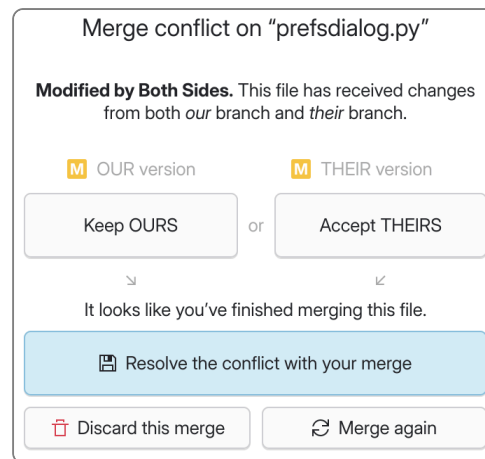 Merge conflict on “prefsdialog.py”
Modified by Both Sides. This file has received changes
from both our branch and their branch.
M OUR version
M THEIR version
Keep OURS
or
Accept THEIRS
It looks like you’ve finished merging this file.
Resolve the conflict with your merge
Discard this merge
Merge again